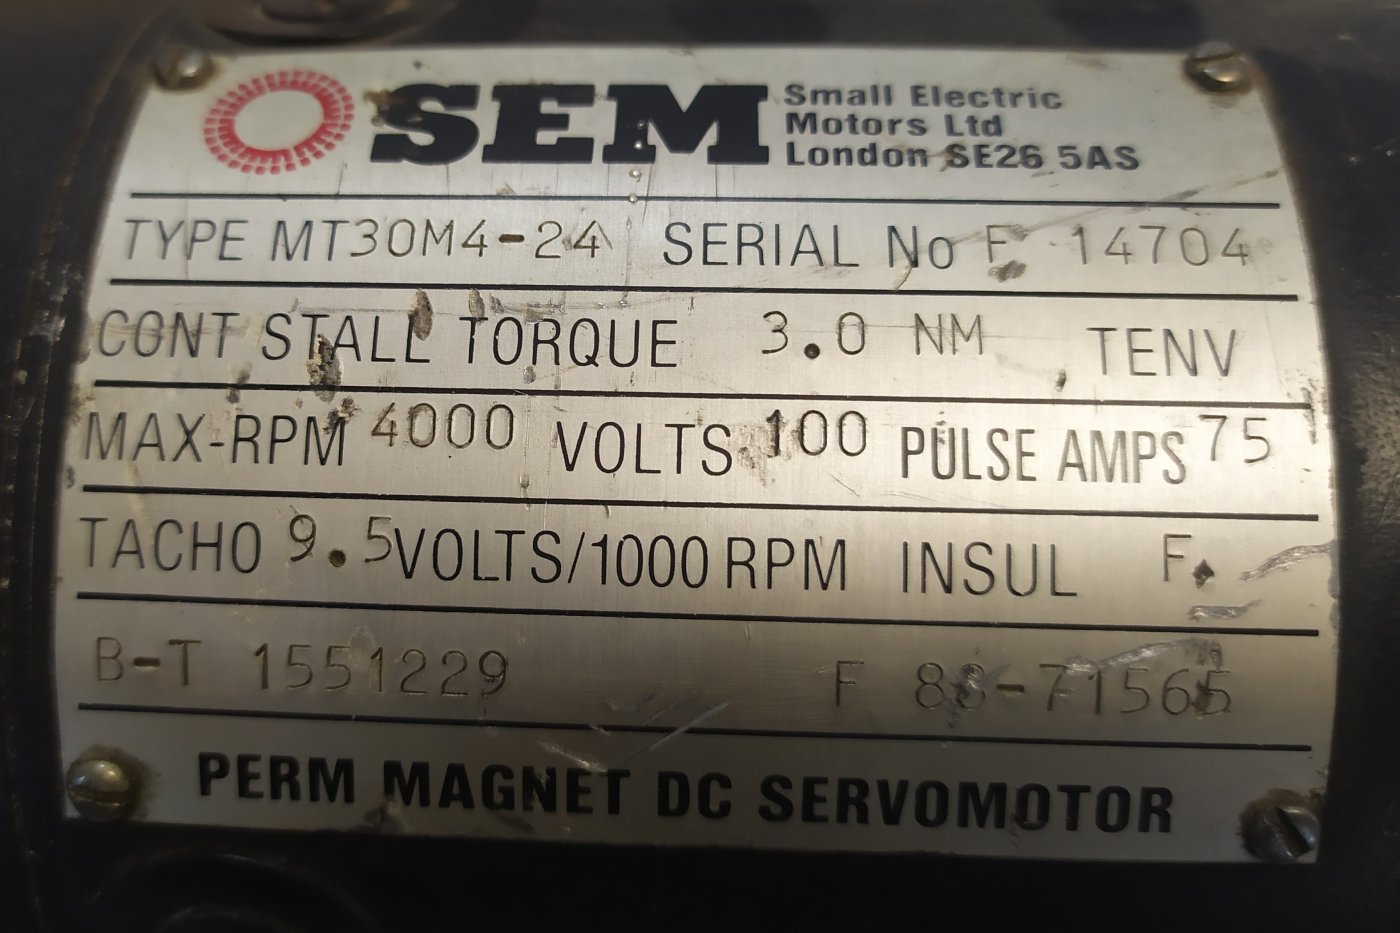 SEM Small Electric
Motors Ltd
London SE26 5AS
TYPE MT30M4-24 SERIAL No F 14704
CONT STALL TORQUE 3.0 NM TENV
MAX-RPM 4000 VOLTS 100 PULSE AMPS 75
TACHO 9.5 VOLTS/1000 RPM INSUL F.
B-T 1551229 F
PERM MAGNET DC SERVOMOTOR